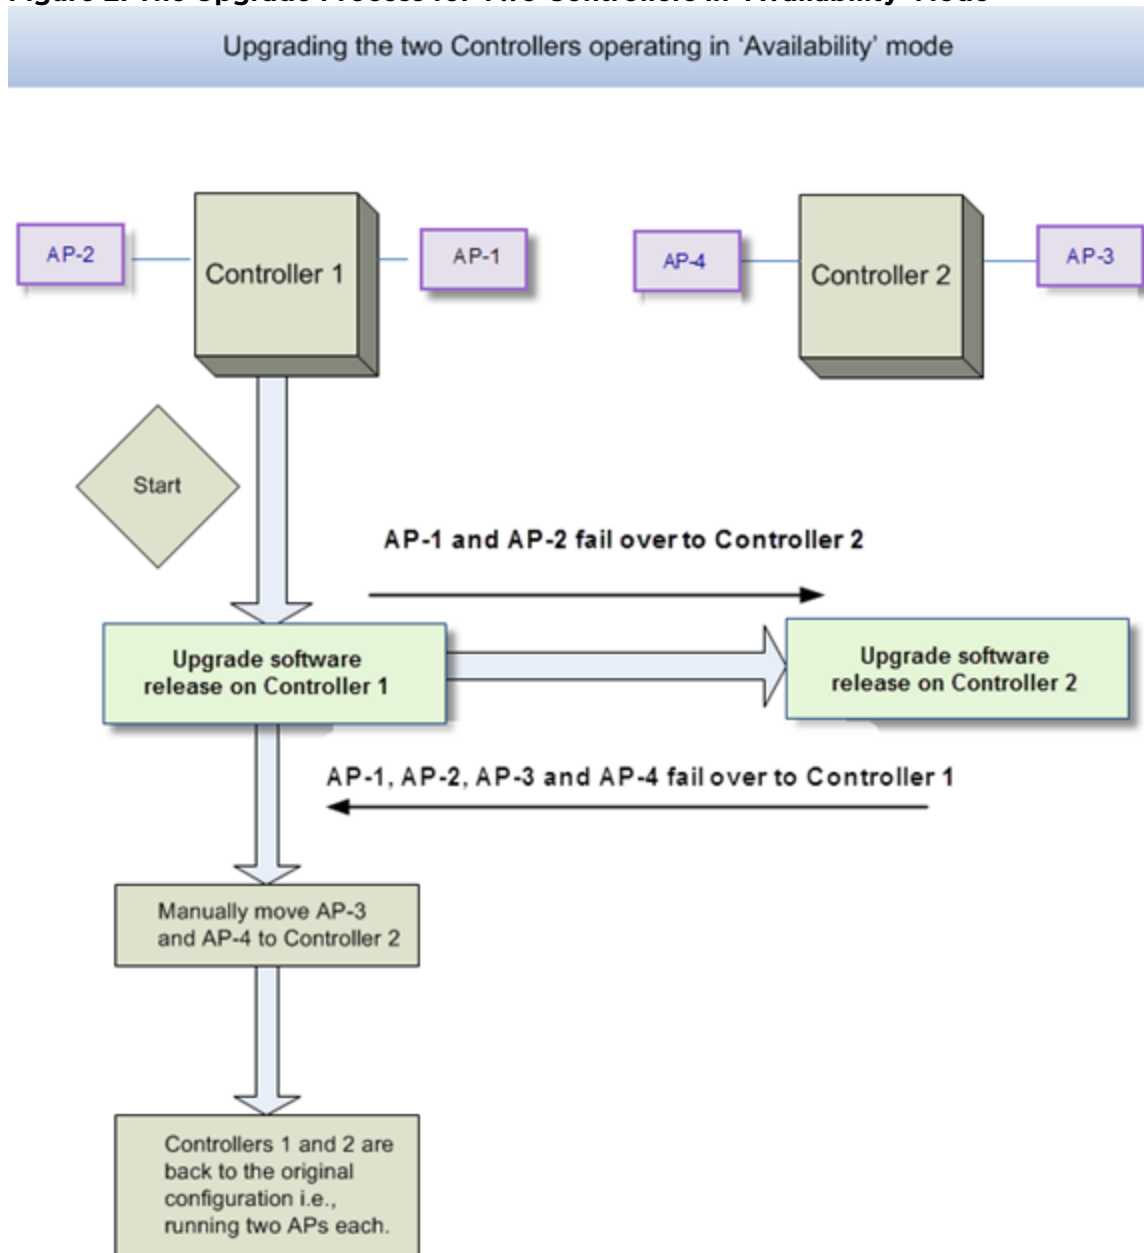 Upgrading the two Controllers operating in ‘Availability’ mode
AP-2
Controller 1
AP-1
AP-4
Controller 2
AP-3
Start
AP-1 and AP-2 fail over to Controller 2
Upgrade software
release on Controller 1
Upgrade software
release on Controller 2
AP-1, AP-2, AP-3 and AP-4 fail over to Controller 1
Manually move AP-3
and AP-4 to Controller 2
Controllers 1 and 2 are
back to the original
configuration i.e.,
running two APs each.